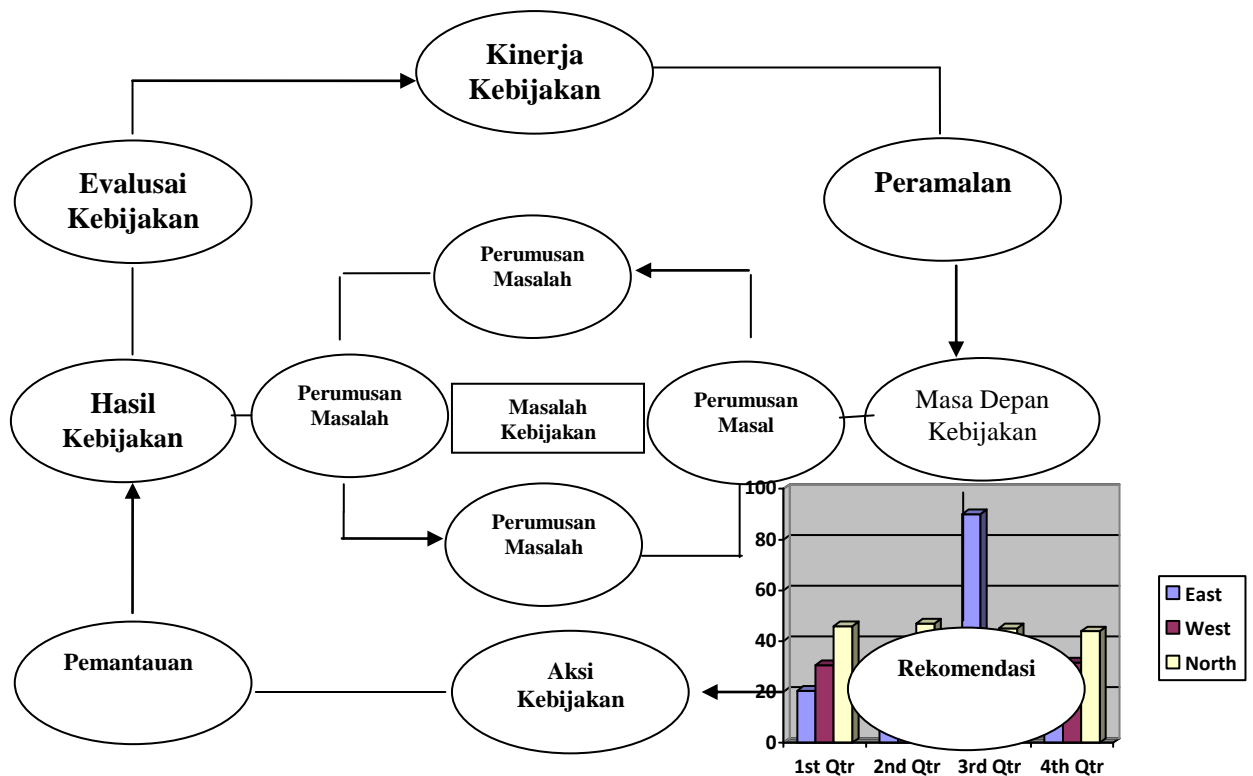 Kinerja
Kebijakan
Evalusai
Kebijakan
Peramalan
Perumusan
Masalah
Hasil
Kebijakan
Perumusan
Masalah
Masalah
Kebijakan
Perumusan
Masal
Masa Depan
Kebijakan
Perumusan
Masalah
Pemantauan
Aksi
Kebijakan
Rekomendasi
100
80
60
40
20
0
1st Qtr 2nd Qtr 3rd Qtr 4th Qtr
East
West
North